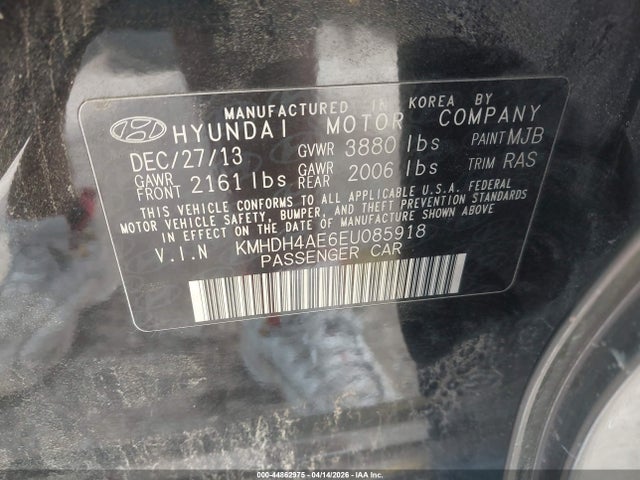 MANUFACTURED IN KOREA BY
HYUNDAI MOTOR COMPANY
DEC/27/13 GVWR 3880 lbs PAINT MJB
GAWR FRONT 2161 lbs GAWR REAR 2006 lbs TRIM RAS
THIS VEHICLE CONFORMS TO ALL APPLICABLE U.S.A. FEDERAL
MOTOR VEHICLE SAFETY, BUMPER, AND THEFT PREVENTION STANDARDS
IN EFFECT ON THE DATE OF MANUFACTURE SHOWN ABOVE
V.I.N KMHDH4AE6EU085918
PASSENGER CAR
000-44862975 - 04/14/2026 - IAAI.COM